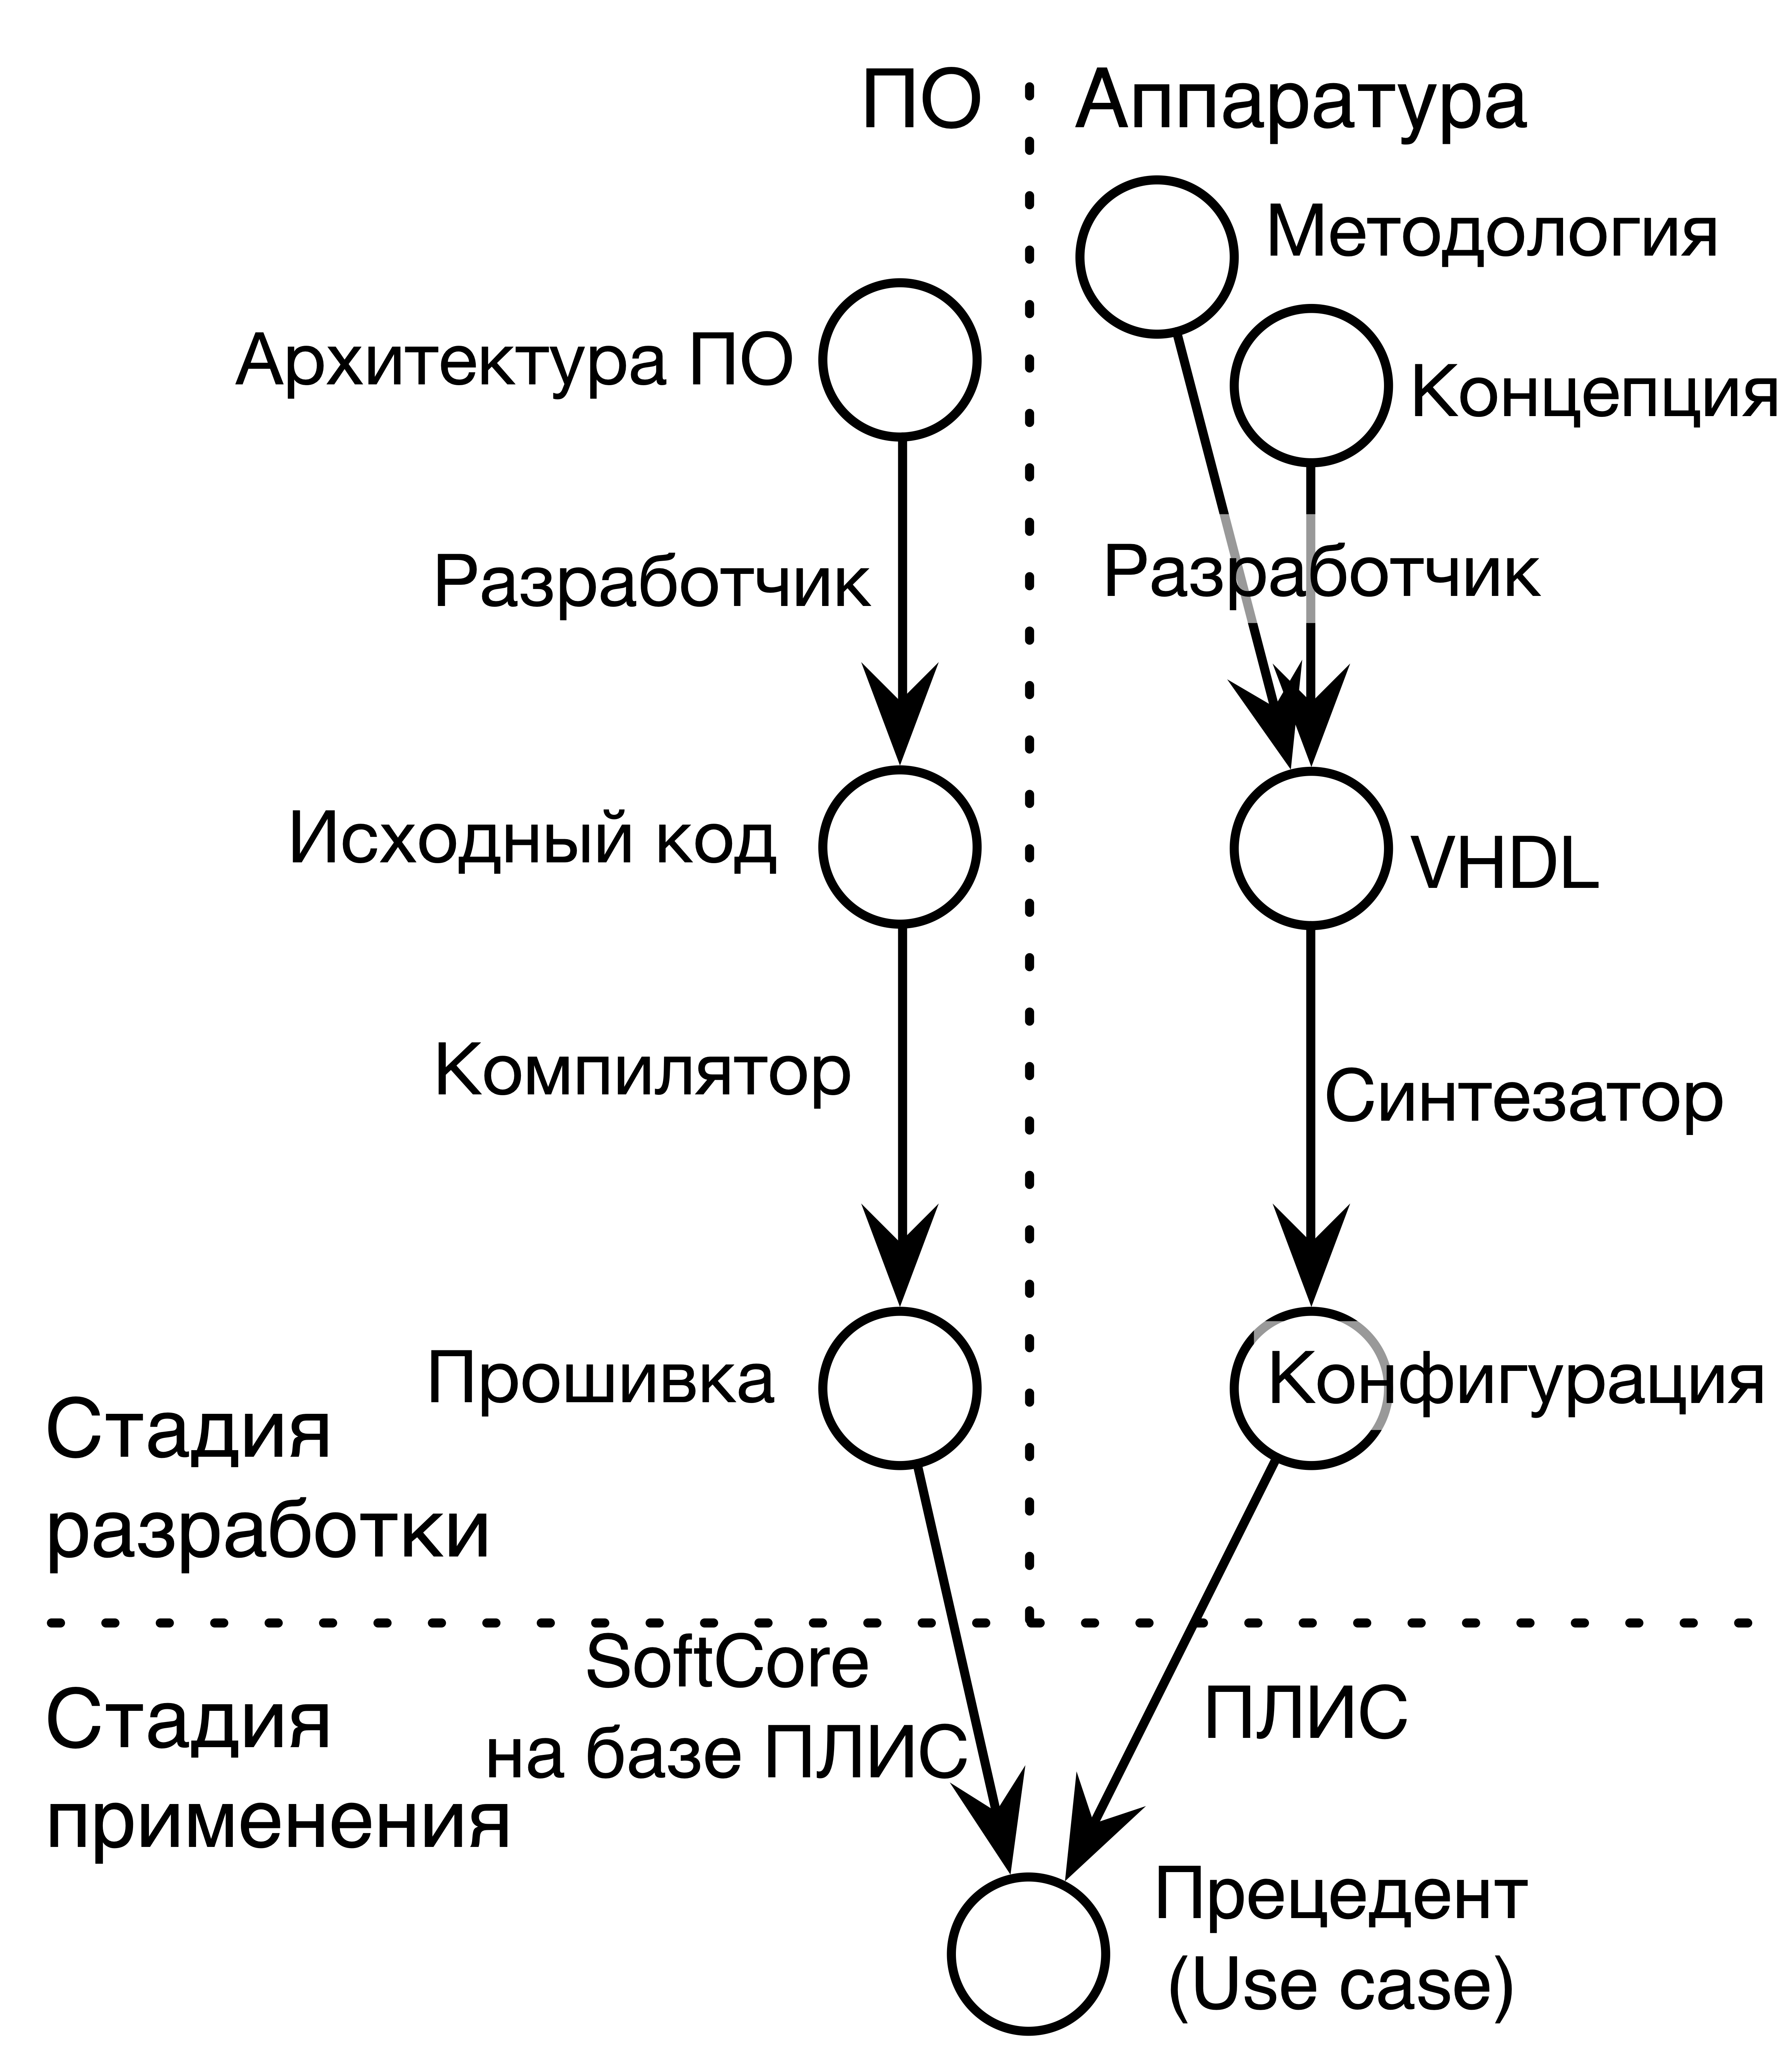 ПО
Аппаратура
Методология
Архитектура ПО
Концепция
Разработчик
Разработчик
Исходный код
VHDL
Компилятор
Синтезатор
Прошивка
Конфигурация
Стадия
разработки
SoftCore
на базе ПЛИС
ПЛИС
Стадия
применения
Прецедент
(Use case)